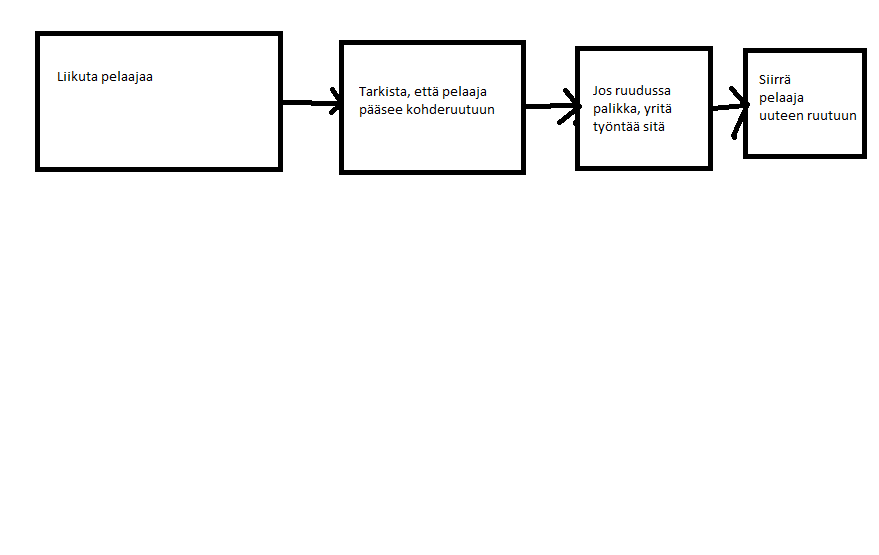 Liikuta pelaajaa
Tarkista, että pelaaja
pääsee kohderuutuun
Jos ruudussa
palikka, yritä
työntää sitä
Siirrä
pelaaja
uuteen ruutuun